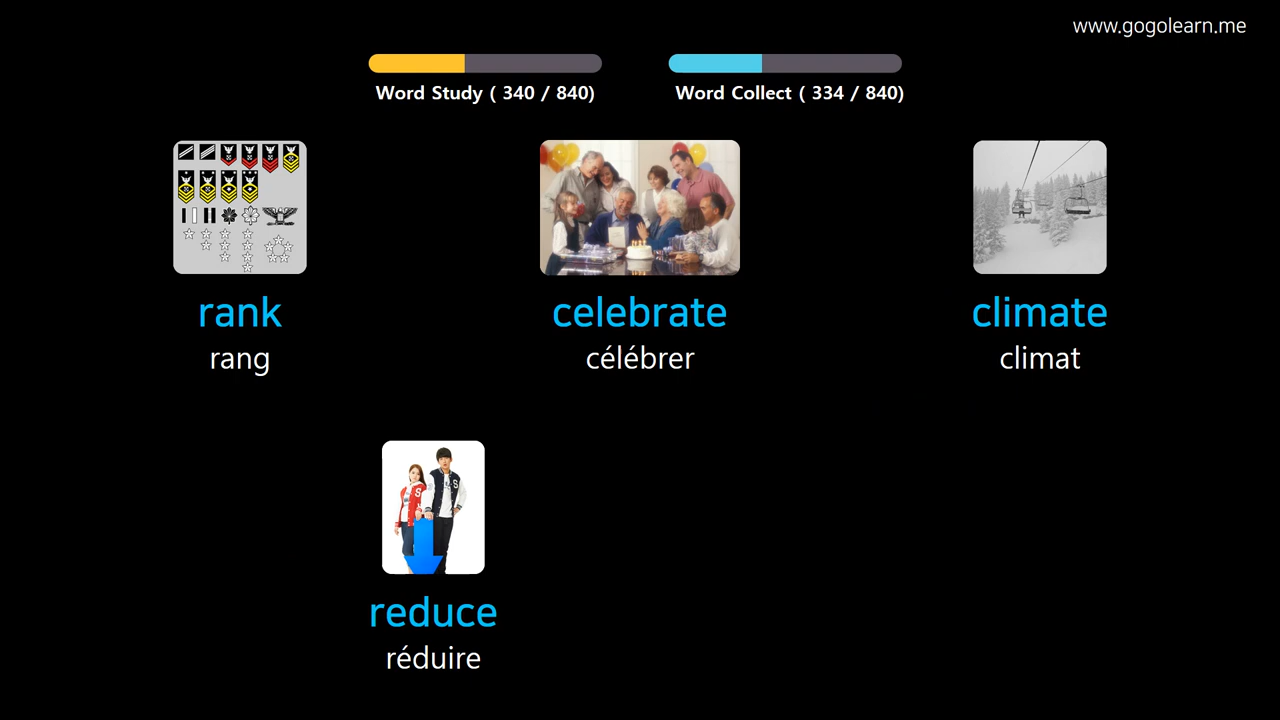 www.gogolearn.me
Word Study ( 340 / 840)
Word Collect ( 334 / 840)
rank
rang
celebrate
célébrer
climate
climat
reduce
réduire